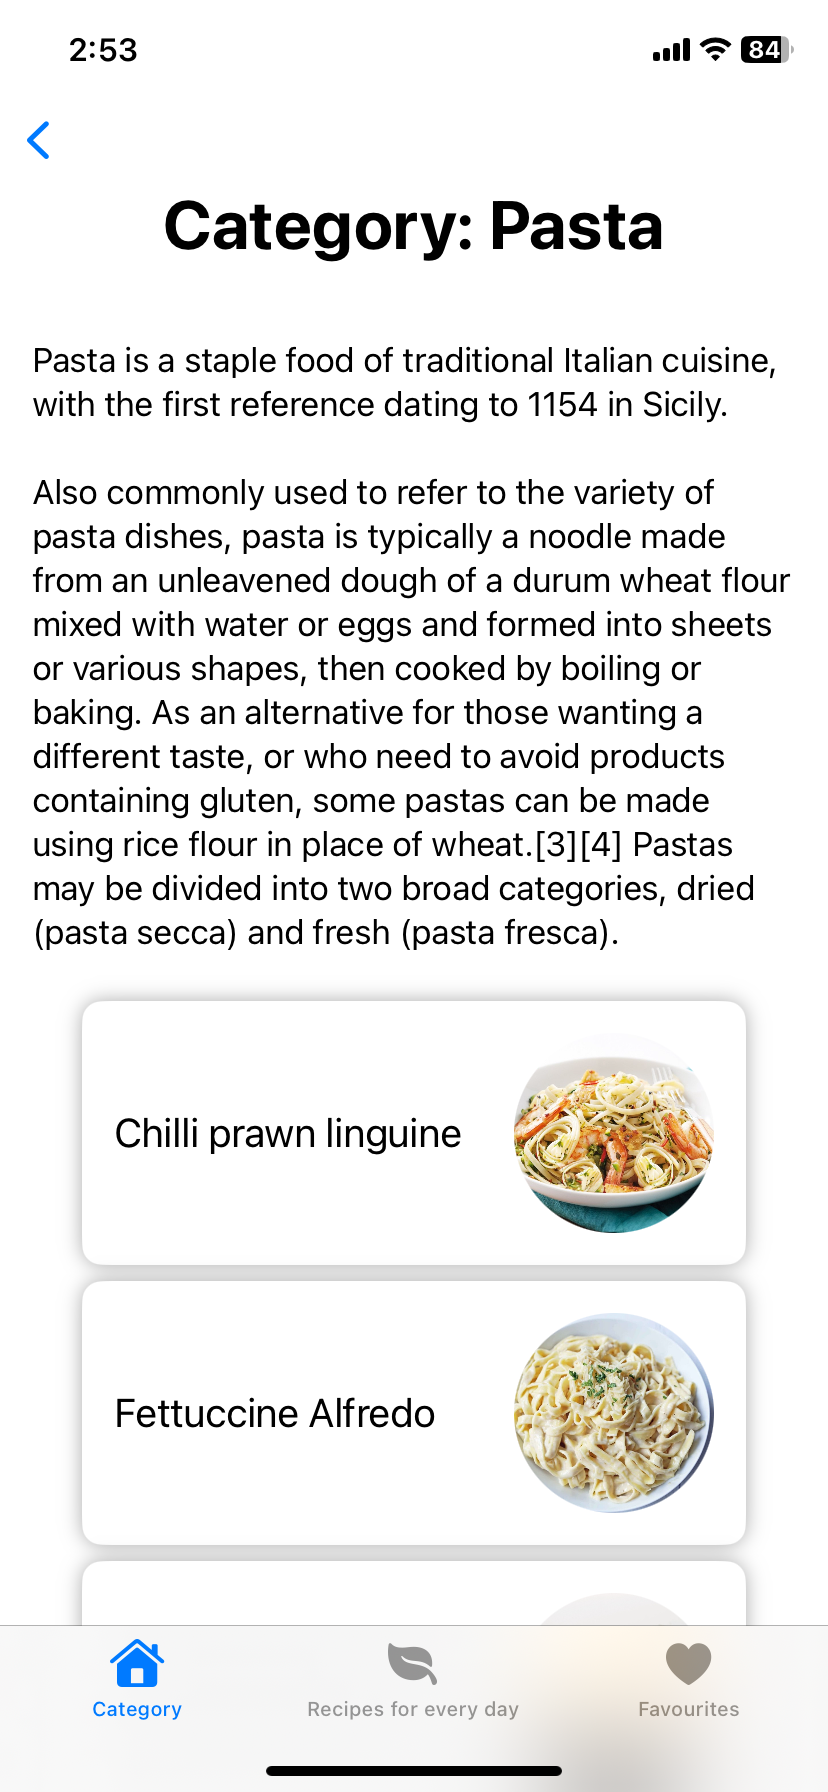 2:53
84
Category: Pasta
Pasta is a staple food of traditional Italian cuisine,
with the first reference dating to 1154 in Sicily.
Also commonly used to refer to the variety of
pasta dishes, pasta is typically a noodle made
from an unleavened dough of a durum wheat flour
mixed with water or eggs and formed into sheets
or various shapes, then cooked by boiling or
baking. As an alternative for those wanting a
different taste, or who need to avoid products
containing gluten, some pastas can be made
using rice flour in place of wheat.[3][4] Pastas
may be divided into two broad categories, dried
(pasta secca) and fresh (pasta fresca).
Chilli prawn linguine
Fettuccine Alfredo
Category
Recipes for every day
Favourites